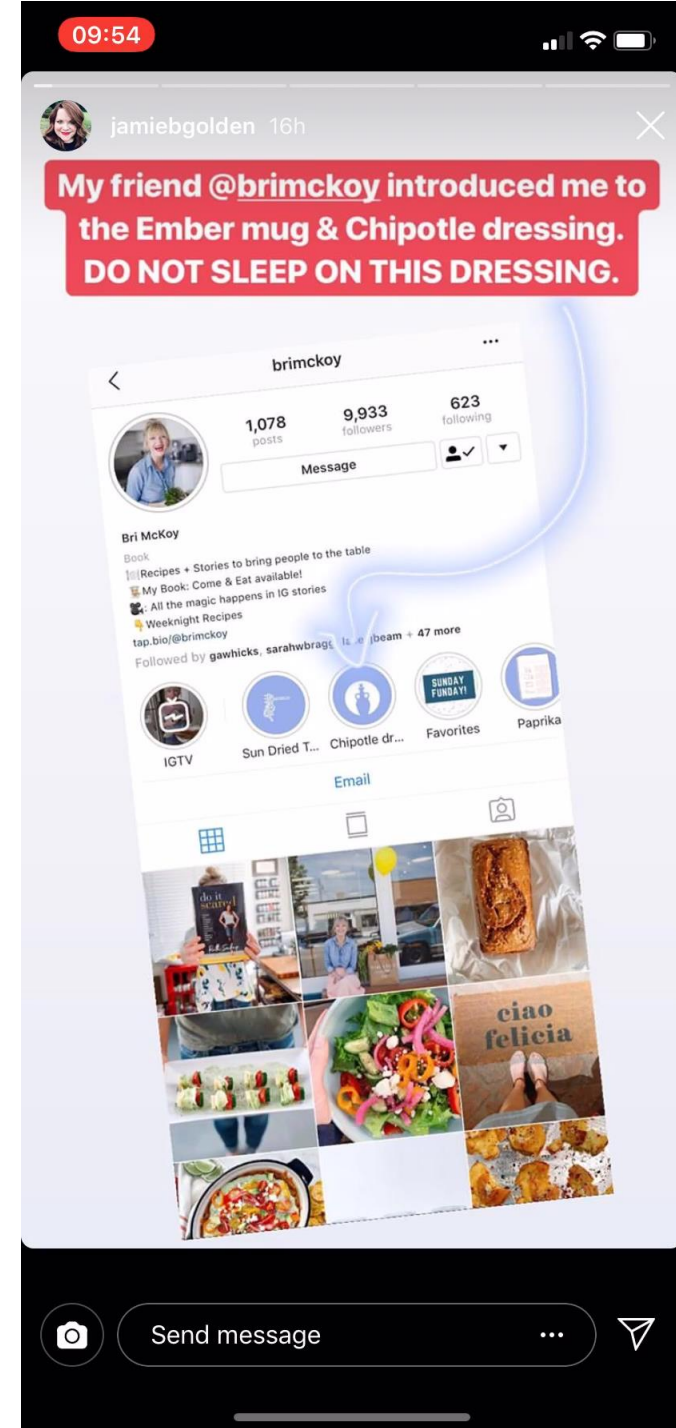 09:54
jamiebgolden 16h
My friend @brimckoy introduced me to
the Ember mug & Chipotle dressing.
DO NOT SLEEP ON THIS DRESSING.
brimckoy
1,078 9,933 623
posts followers following
Message
Bri McKoy
Book
Recipes + Stories to bring people to the table
My Book: Come & Eat available!
: All the magic happens in IG stories
Weeknight Recipes
tap.bio/@brimckoy
Followed by gawhicks, sarahwbragg, beam + 47 more
SUNDAY
FUNDAY!
IGTV Sun Dried T... Chipotle dr... Favorites Paprika
Email
do it
scared
ciao
felicia
Send message